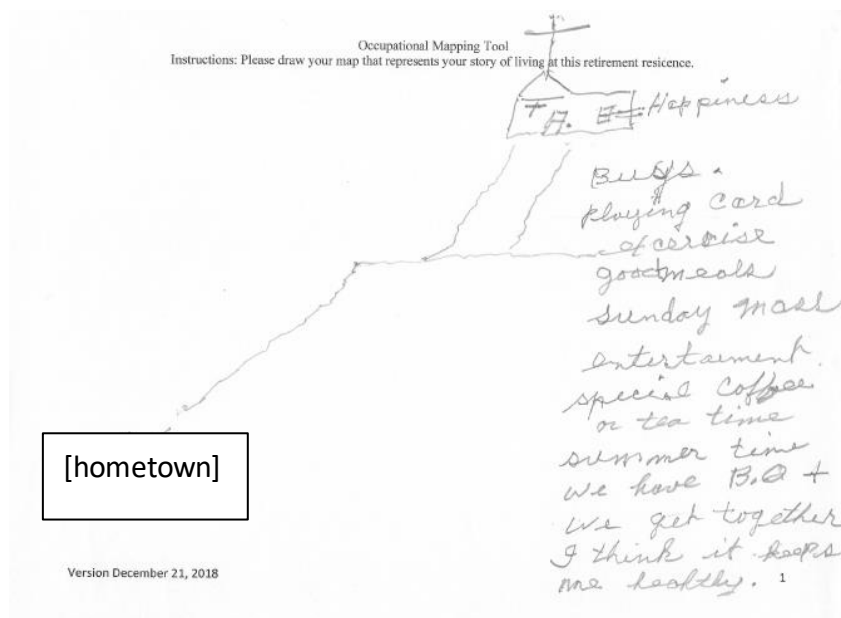 Occupational Mapping Tool
Instructions: Please draw your map that represents your story of living at this retirement resicence.
Happiness
Busys.
playing Card
exercise
good meals
Sunday mass
entertaiment.
special Coffee
or tea time
summer time
we have B.Q +
we get together
I think it keeps
me healthy.
[hometown]
Version December 21, 2018
1